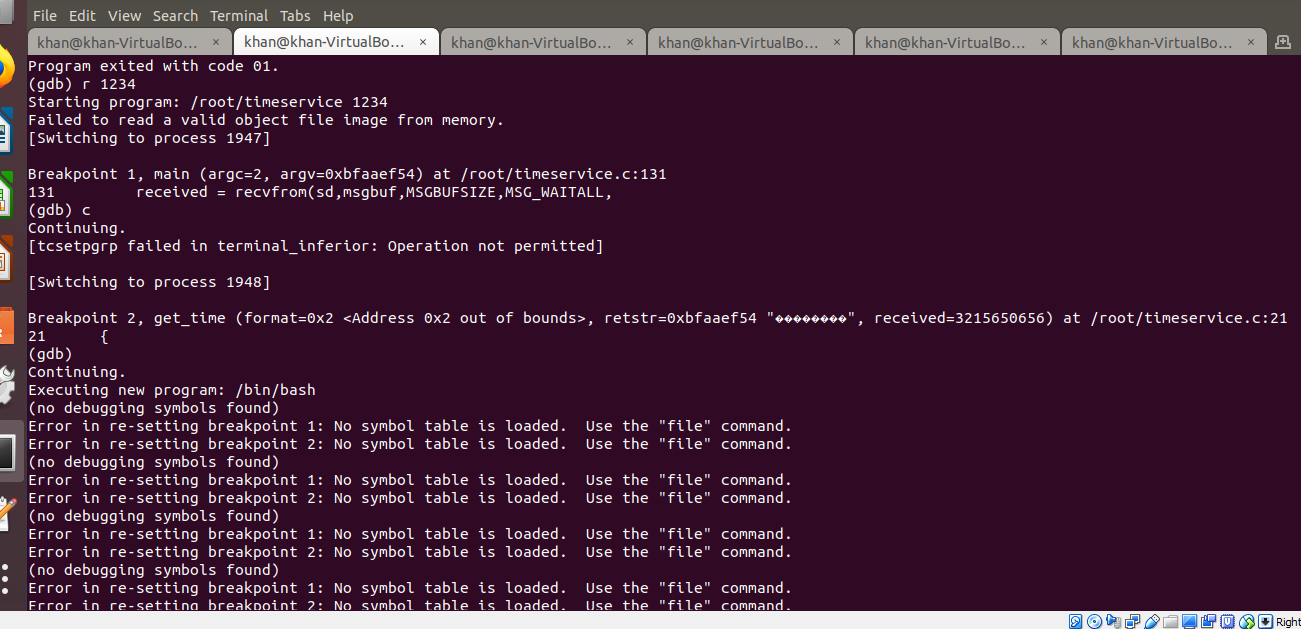 File Edit View Search Terminal Tabs Help
khan@khan-VirtualBo... × khan@khan-VirtualBo... × khan@khan-VirtualBo... × khan@khan-VirtualBo... × khan@khan-VirtualBo... × khan@khan-VirtualBo... ×
Program exited with code 01.
(gdb) r 1234
Starting program: /root/timeservice 1234
Failed to read a valid object file image from memory.
[Switching to process 1947]
Breakpoint 1, main (argc=2, argv=0xbfaaef54) at /root/timeservice.c:131
131         received = recvfrom(sd,msgbuf,MSGBUFSIZE,MSG_WAITALL,
(gdb) c
Continuing.
[tcsetpgrp failed in terminal_inferior: Operation not permitted]
[Switching to process 1948]
Breakpoint 2, get_time (format=0x2 <Address 0x2 out of bounds>, retstr=0xbfaaef54 "��������", received=3215650656) at /root/timeservice.c:21
21      {
(gdb)
Continuing.
Executing new program: /bin/bash
(no debugging symbols found)
Error in re-setting breakpoint 1: No symbol table is loaded.  Use the "file" command.
Error in re-setting breakpoint 2: No symbol table is loaded.  Use the "file" command.
(no debugging symbols found)
Error in re-setting breakpoint 1: No symbol table is loaded.  Use the "file" command.
Error in re-setting breakpoint 2: No symbol table is loaded.  Use the "file" command.
(no debugging symbols found)
Error in re-setting breakpoint 1: No symbol table is loaded.  Use the "file" command.
Error in re-setting breakpoint 2: No symbol table is loaded.  Use the "file" command.
(no debugging symbols found)
Error in re-setting breakpoint 1: No symbol table is loaded.  Use the "file" command.
Error in re-setting breakpoint 2: No symbol table is loaded.  Use the "file" command.
Right